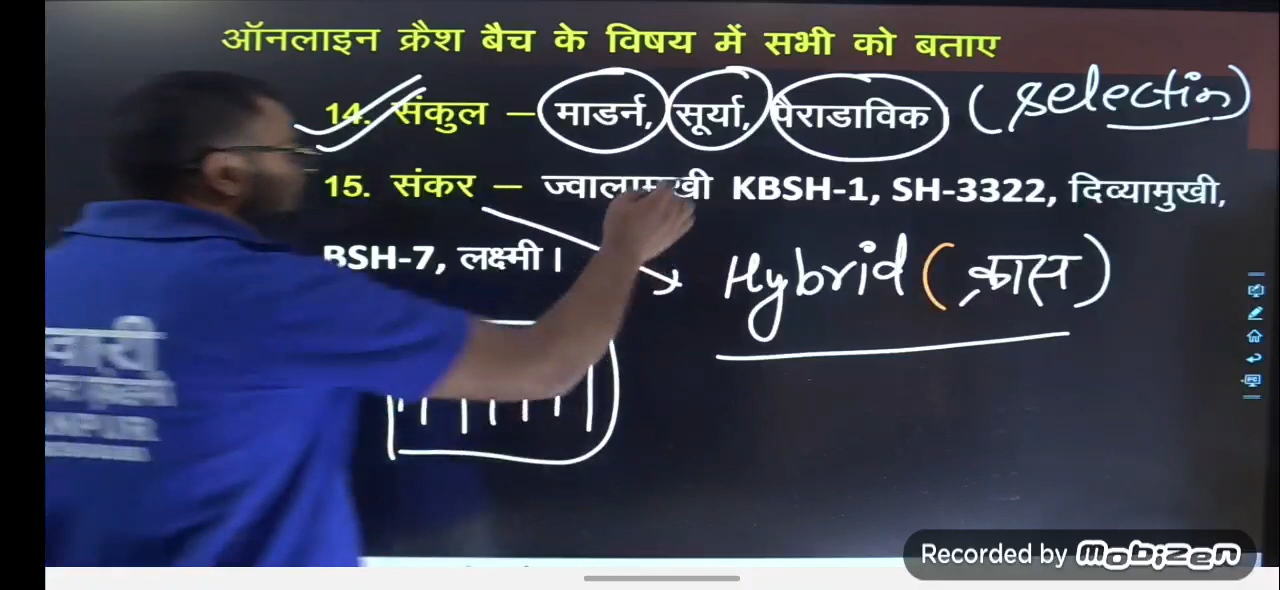 ऑनलाइन क्रैश बैच के विषय में सभी को बताए
14. संकुल – माडर्न, सूर्या, पैराडाविक (selectin)
15. संकर – ज्वालामुखी KBSH-1, SH-3322, दिव्यामुखी,
BSH-7, लक्ष्मी।
Hybrid (क्रास)
Recorded by Mobizen